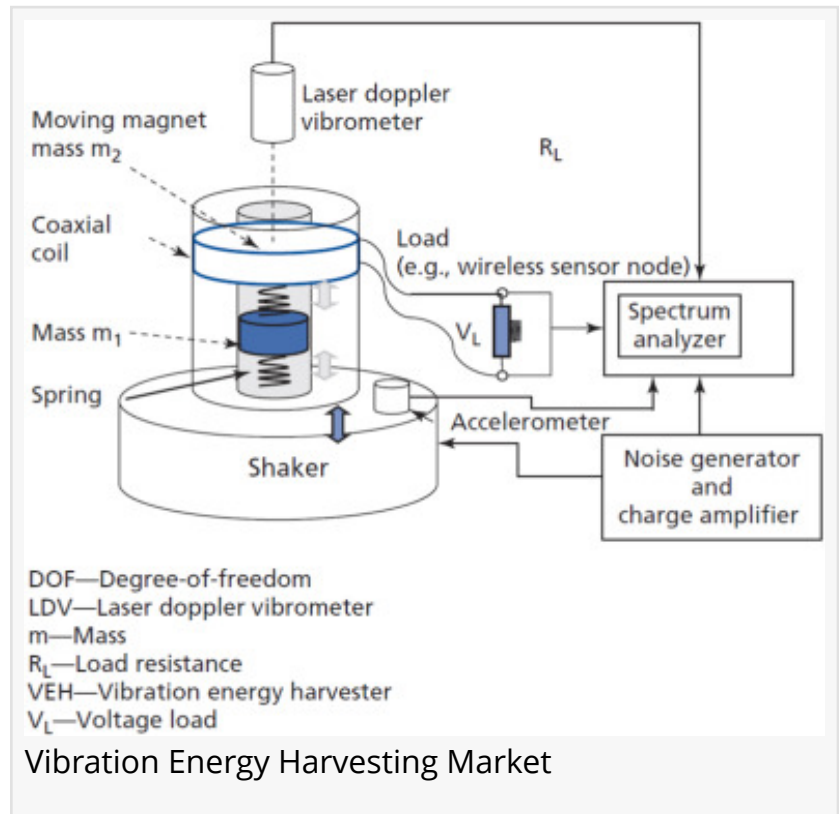 Laser doppler
vibrometer
Moving magnet
mass m₂
R_L
Coaxial
coil
Load
(e.g., wireless sensor node)
Spectrum
analyzer
V_L
Mass m₁
Spring
Accelerometer
Shaker
Noise generator
and
charge amplifier
DOF—Degree-of-freedom
LDV—Laser doppler vibrometer
m—Mass
R_L—Load resistance
VEH—Vibration energy harvester
V_L—Voltage load
Vibration Energy Harvesting Market